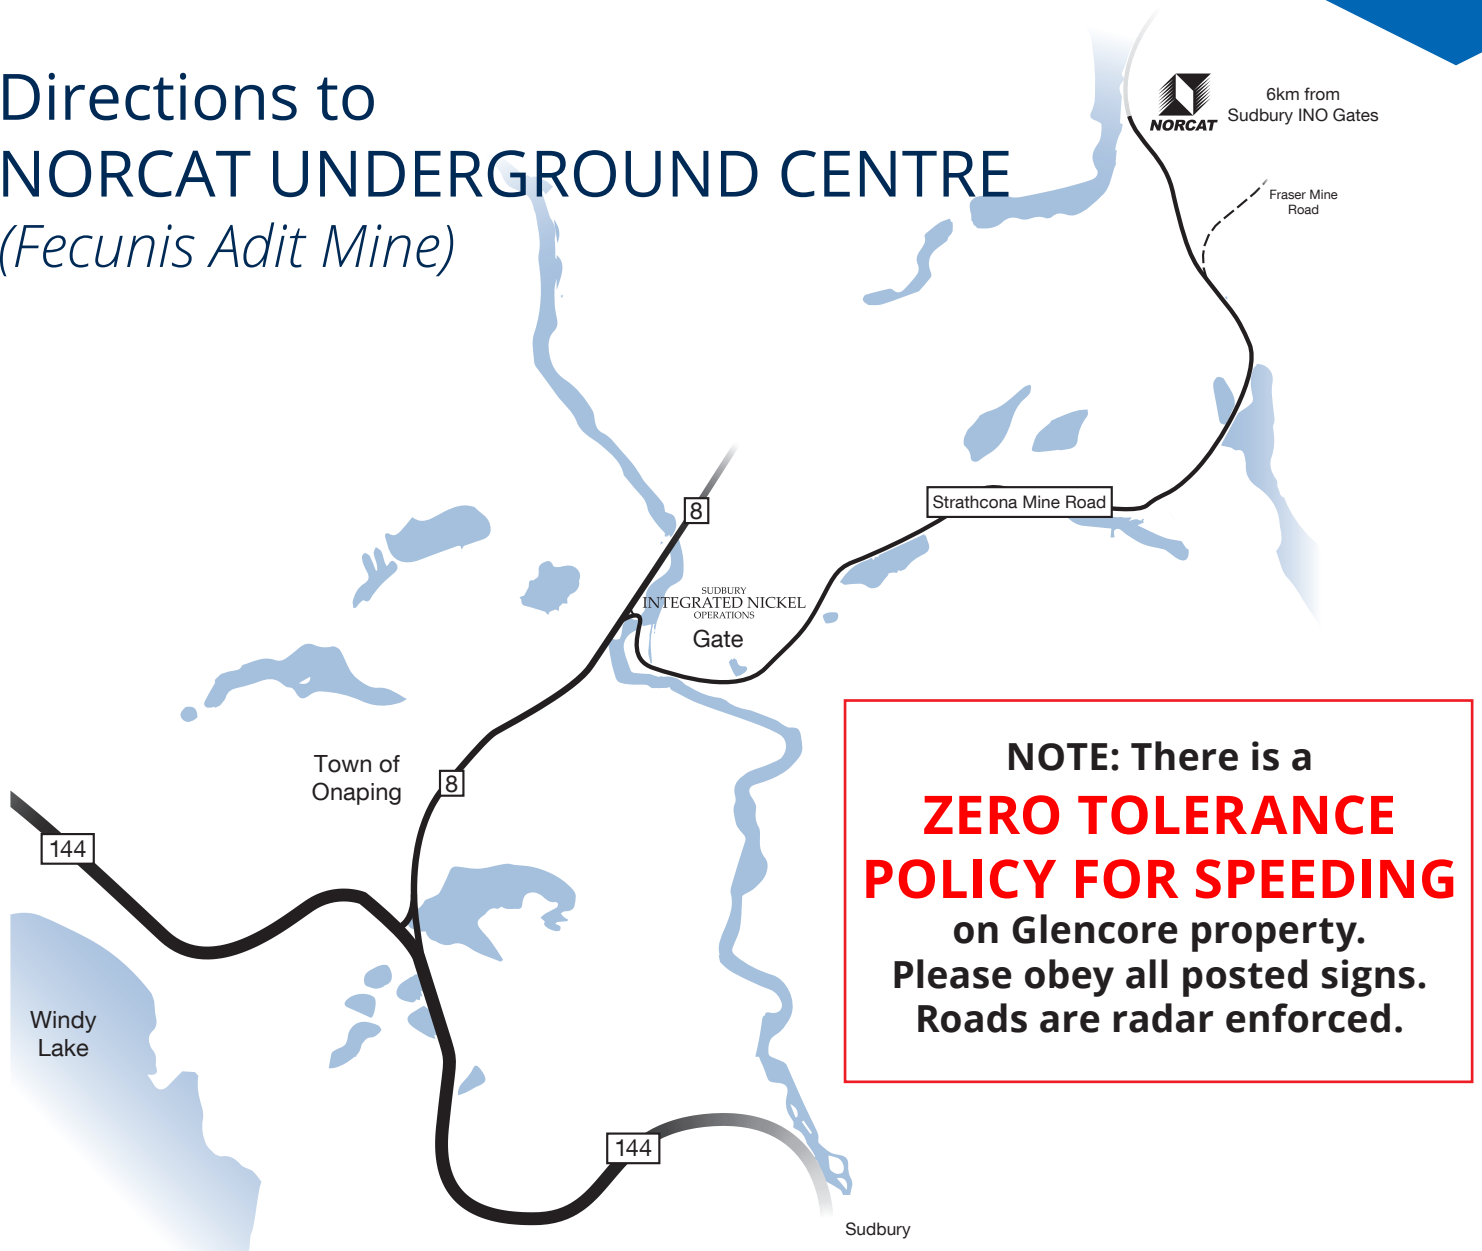 Directions to
NORCAT UNDERGROUND CENTRE
(Fecunis Adit Mine)
NORCAT
6km from
Sudbury INO Gates
Fraser Mine
Road
Strathcona Mine Road
8
SUDBURY
INTEGRATED NICKEL
OPERATIONS
Gate
Town of
Onaping
8
144
Windy
Lake
144
Sudbury
NOTE: There is a
ZERO TOLERANCE
POLICY FOR SPEEDING
on Glencore property.
Please obey all posted signs.
Roads are radar enforced.